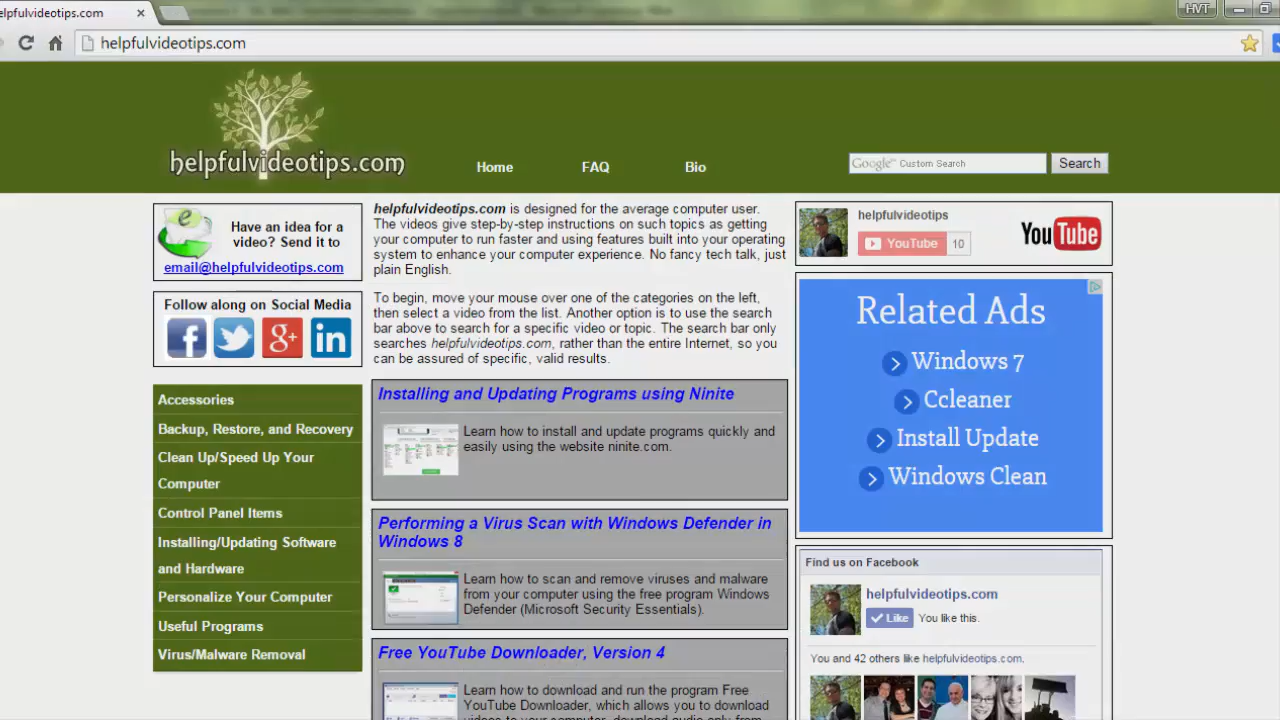 elpfulvideotips.com
HVT
helpfulvideotips.com
helpfulvideotips.com
Home
FAQ
Bio
Google™ Custom Search
Search
Have an idea for a
video? Send it to
email@helpfulvideotips.com
Follow along on Social Media
Accessories
Backup, Restore, and Recovery
Clean Up/Speed Up Your
Computer
Control Panel Items
Installing/Updating Software
and Hardware
Personalize Your Computer
Useful Programs
Virus/Malware Removal
helpfulvideotips.com is designed for the average computer user.
The videos give step-by-step instructions on such topics as getting
your computer to run faster and using features built into your operating
system to enhance your computer experience. No fancy tech talk, just
plain English.
To begin, move your mouse over one of the categories on the left,
then select a video from the list. Another option is to use the search
bar above to search for a specific video or topic. The search bar only
searches helpfulvideotips.com, rather than the entire Internet, so you
can be assured of specific, valid results.
Installing and Updating Programs using Ninite
Learn how to install and update programs quickly and
easily using the website ninite.com.
Performing a Virus Scan with Windows Defender in
Windows 8
Learn how to scan and remove viruses and malware
from your computer using the free program Windows
Defender (Microsoft Security Essentials).
Free YouTube Downloader, Version 4
Learn how to download and run the program Free
YouTube Downloader, which allows you to download
videos to your computer, download audio only from
helpfulvideotips
YouTube 10
YouTube
Related Ads
Windows 7
Ccleaner
Install Update
Windows Clean
Find us on Facebook
helpfulvideotips.com
Like You like this.
You and 42 others like helpfulvideotips.com.